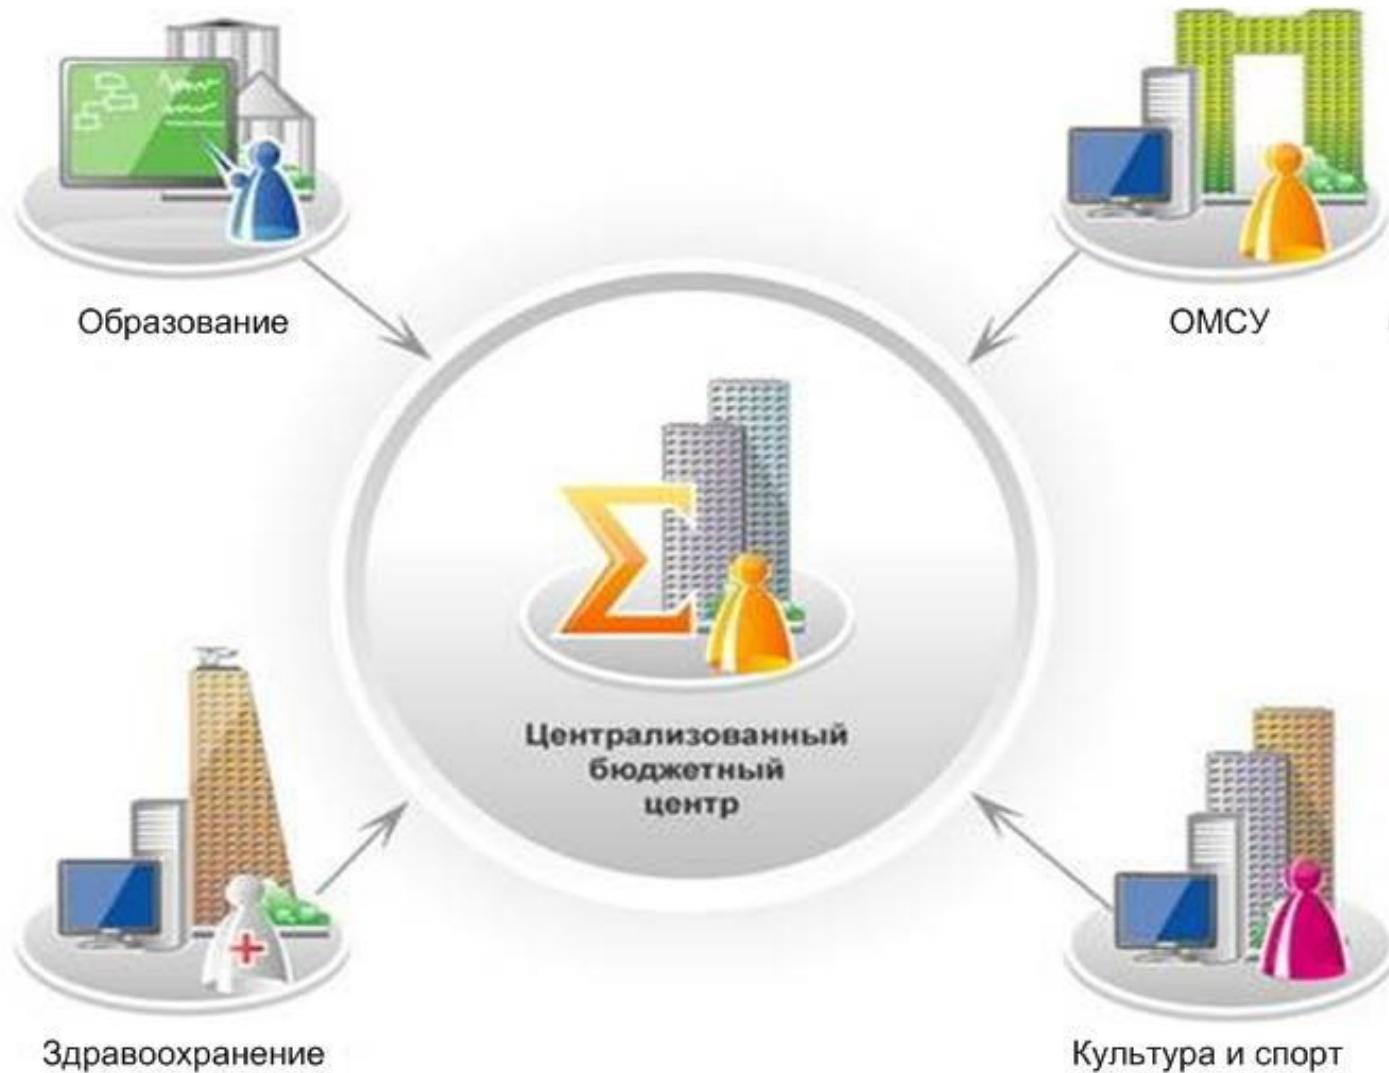 Образование
ОМСУ
Централизованный
бюджетный
центр
Здравоохранение
Культура и спорт